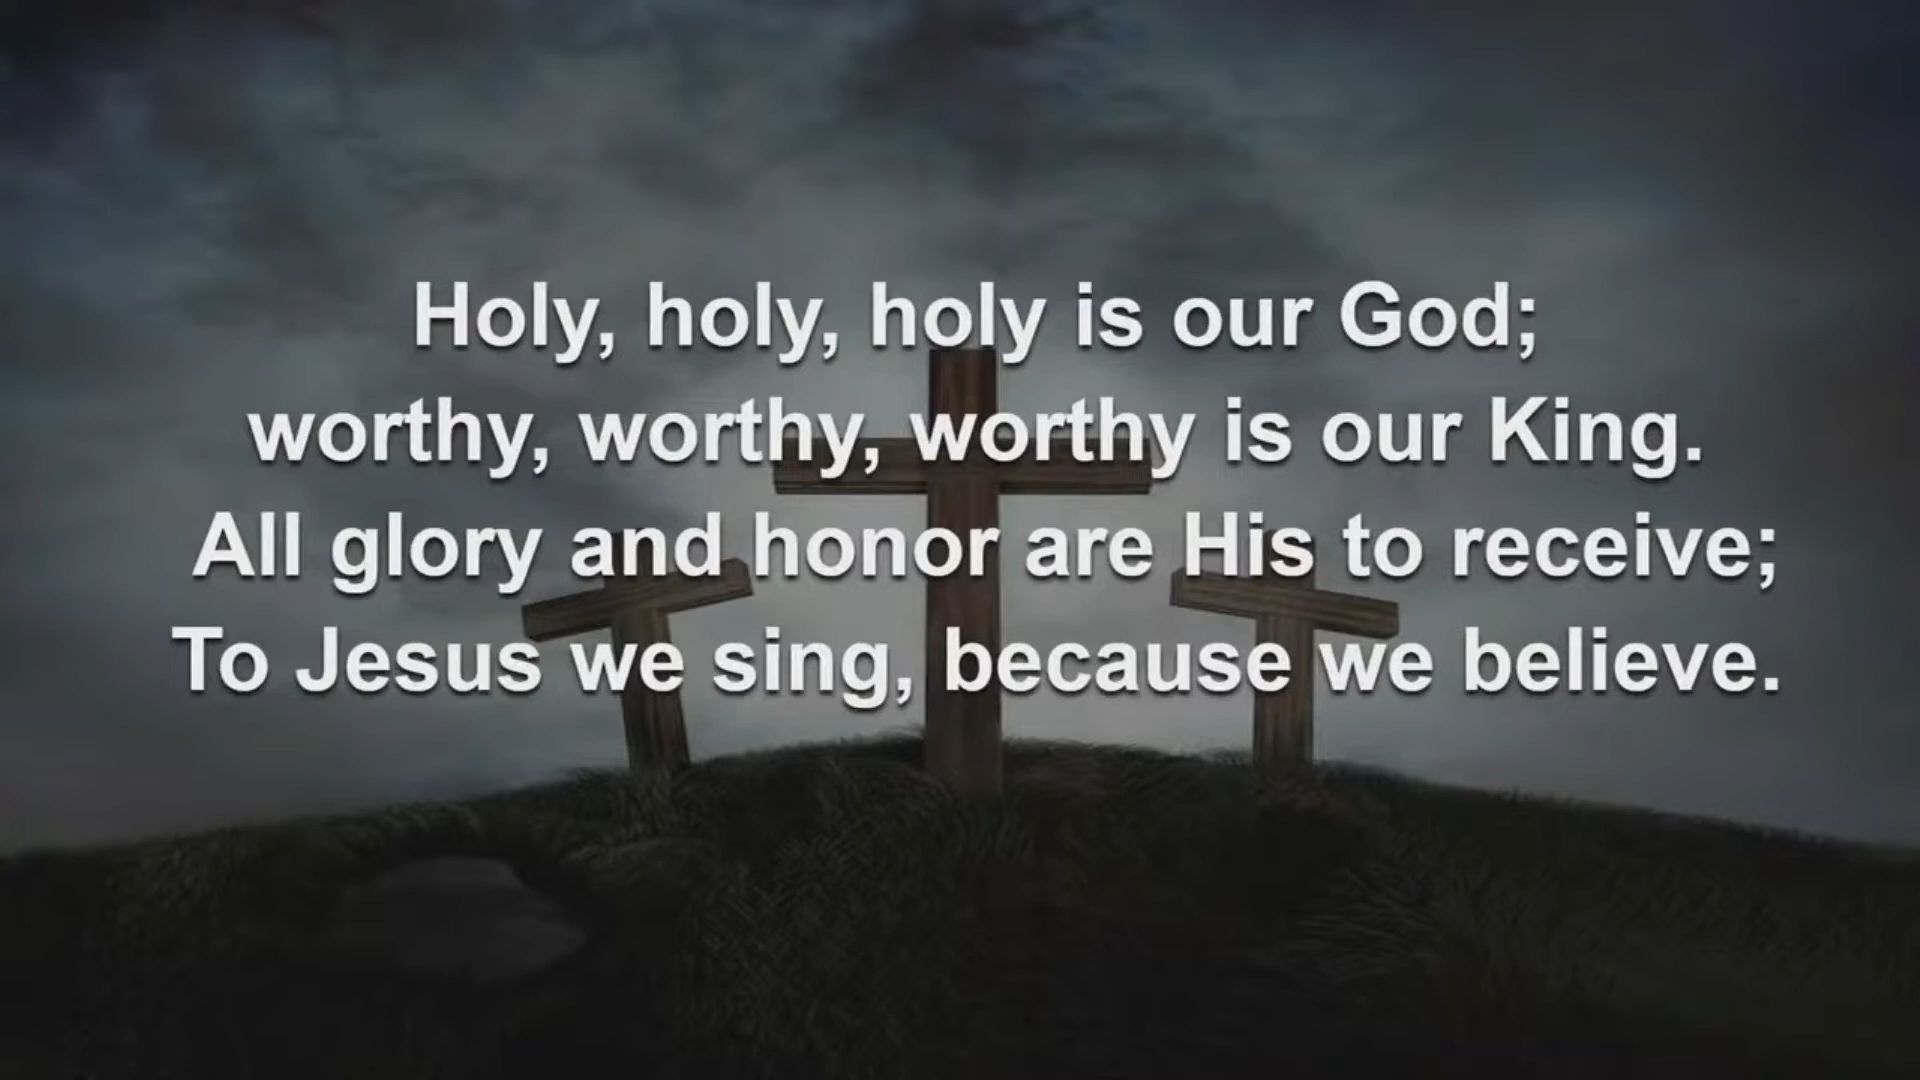 Holy, holy, holy is our God;
worthy, worthy, worthy is our King.
All glory and honor are His to receive;
To Jesus we sing, because we believe.